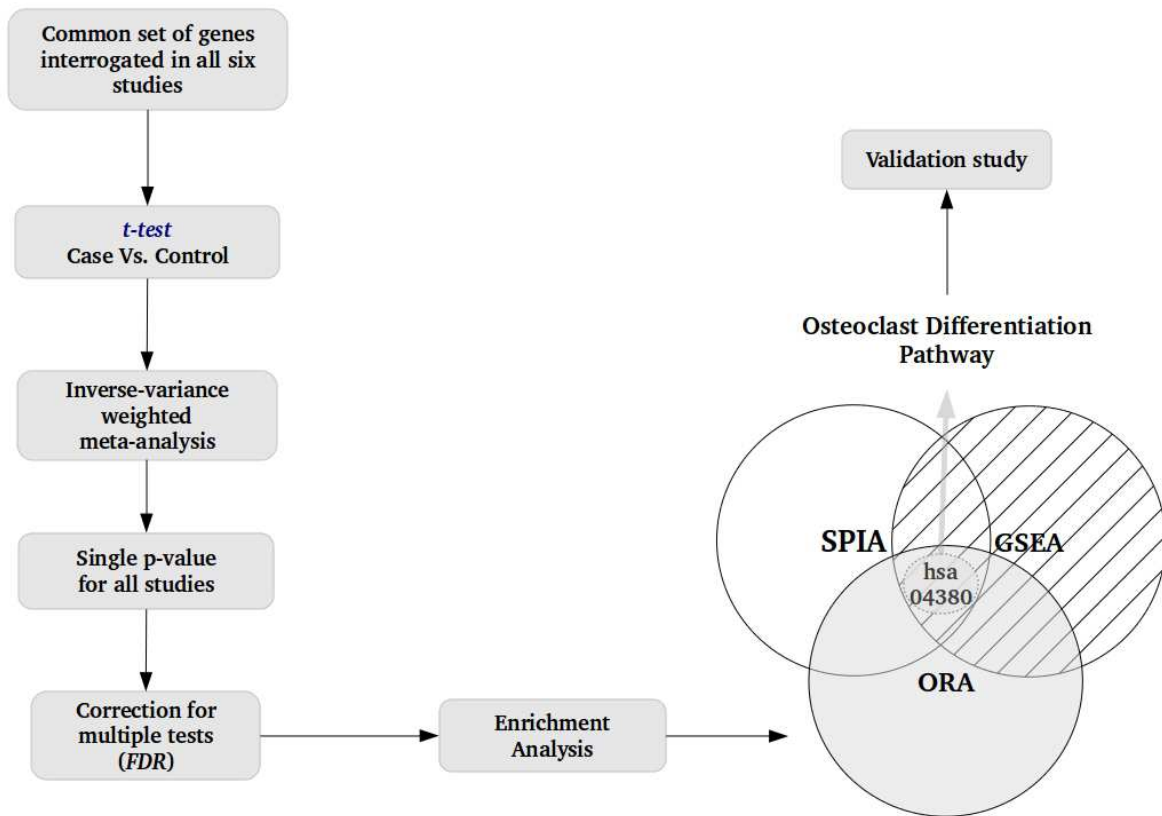 Common set of genes
interrogated in all six
studies
t-test
Case Vs. Control
Inverse-variance
weighted
meta-analysis
Single p-value
for all studies
Correction for
multiple tests
(FDR)
Enrichment
Analysis
Validation study
Osteoclast Differentiation
Pathway
SPIA
GSEA
hsa
04380
ORA